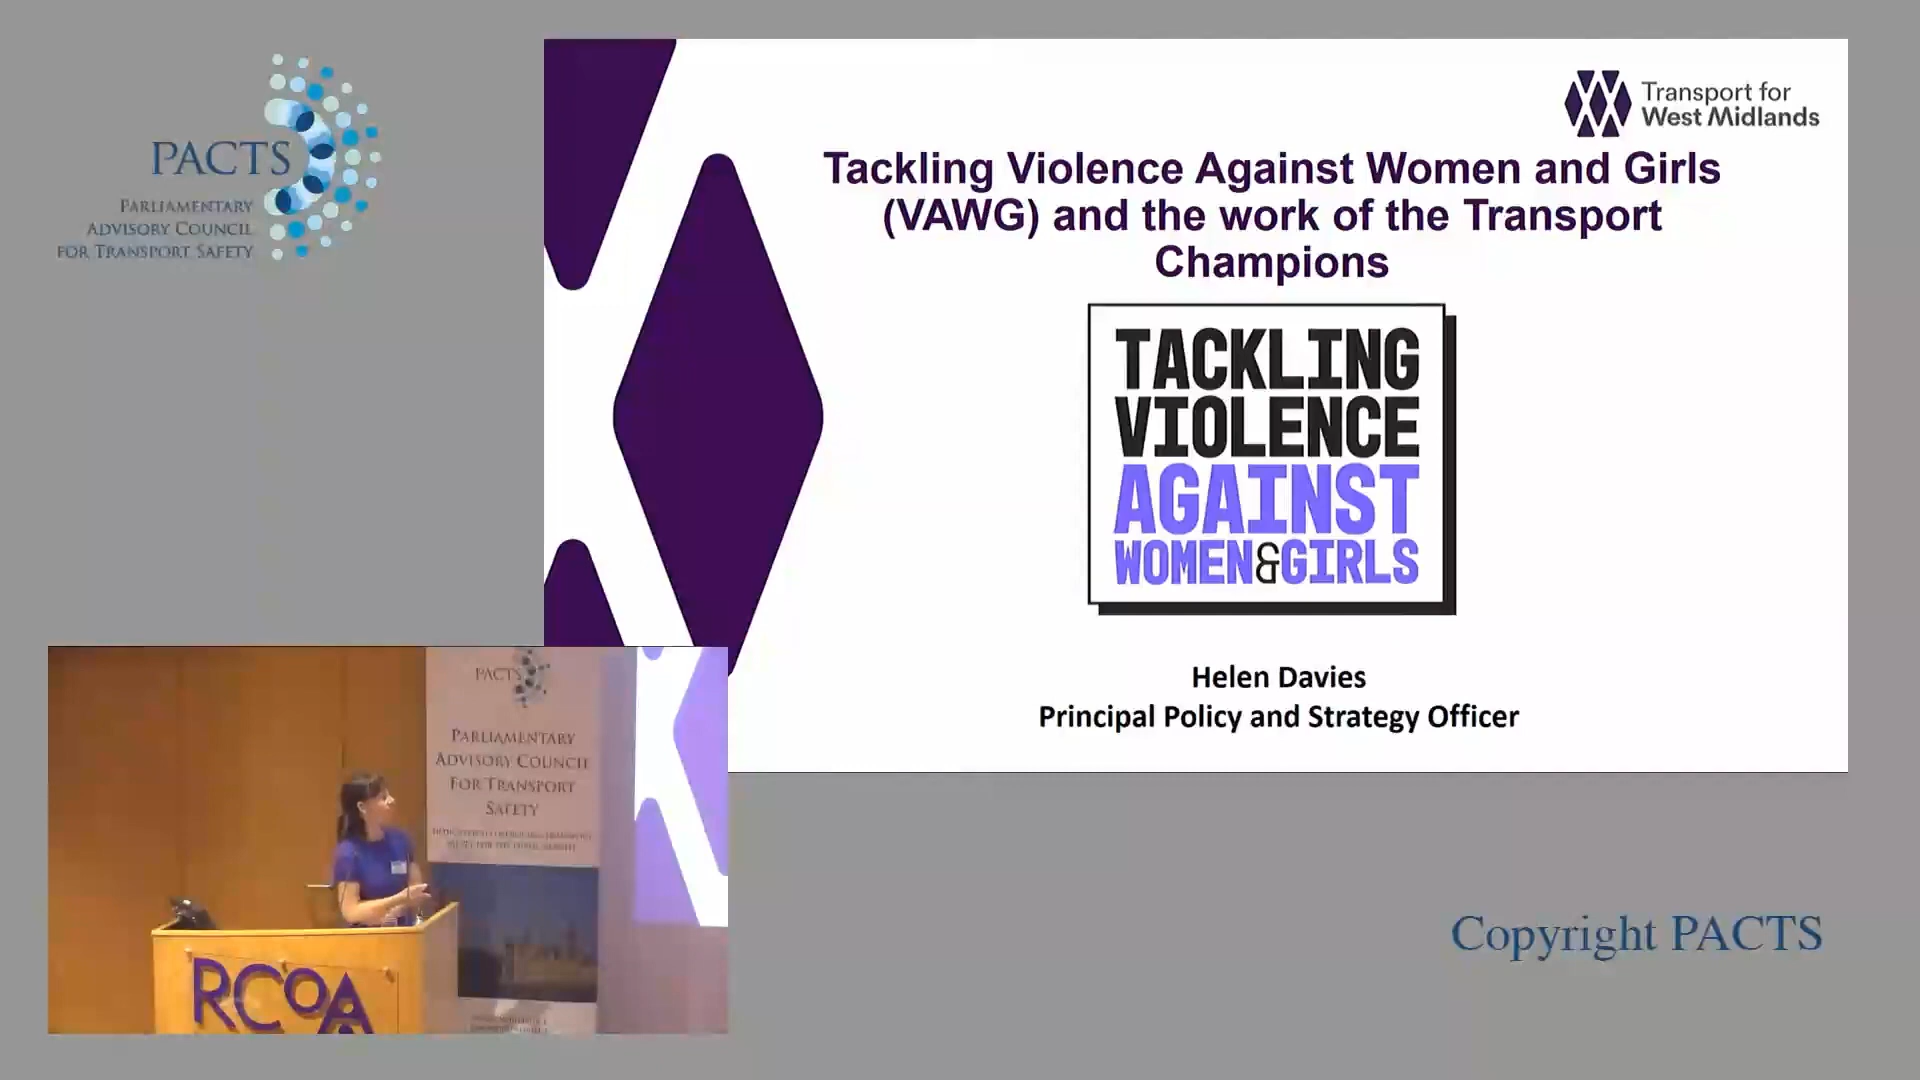 PACTS
PARLIAMENTARY
ADVISORY COUNCIL
FOR TRANSPORT SAFETY
Transport for
West Midlands
Tackling Violence Against Women and Girls
(VAWG) and the work of the Transport
Champions
TACKLING
VIOLENCE
AGAINST
WOMEN&GIRLS
Helen Davies
Principal Policy and Strategy Officer
PACTS
PARLIAMENTARY
ADVISORY COUNCIL
FOR TRANSPORT
SAFETY
RCOA
Copyright PACTS